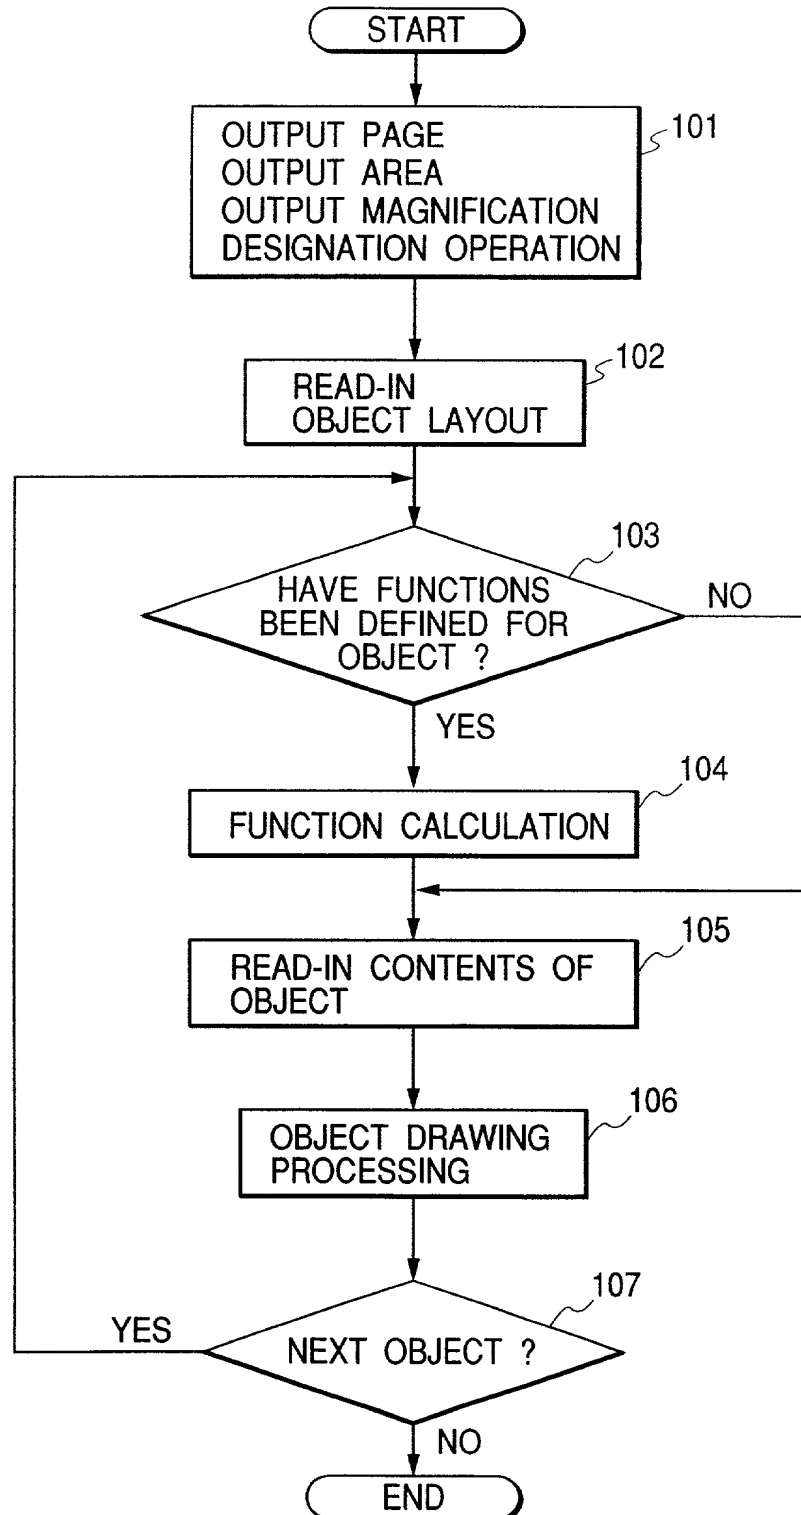 START
101
OUTPUT PAGE
OUTPUT AREA
OUTPUT MAGNIFICATION
DESIGNATION OPERATION
102
READ-IN
OBJECT LAYOUT
103
HAVE FUNCTIONS
BEEN DEFINED FOR
OBJECT ?
NO
YES
104
FUNCTION CALCULATION
105
READ-IN CONTENTS OF
OBJECT
106
OBJECT DRAWING
PROCESSING
107
YES
NEXT OBJECT ?
NO
END